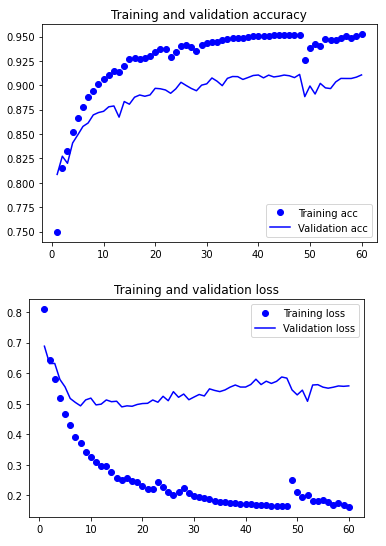 Training and validation accuracy
0.950
0.925
0.900
0.875
0.850
0.825
0.800
0.775
0.750
Training acc
Validation acc
0 10 20 30 40 50 60
Training and validation loss
0.8
0.7
0.6
0.5
0.4
0.3
0.2
Training loss
Validation loss
0 10 20 30 40 50 60